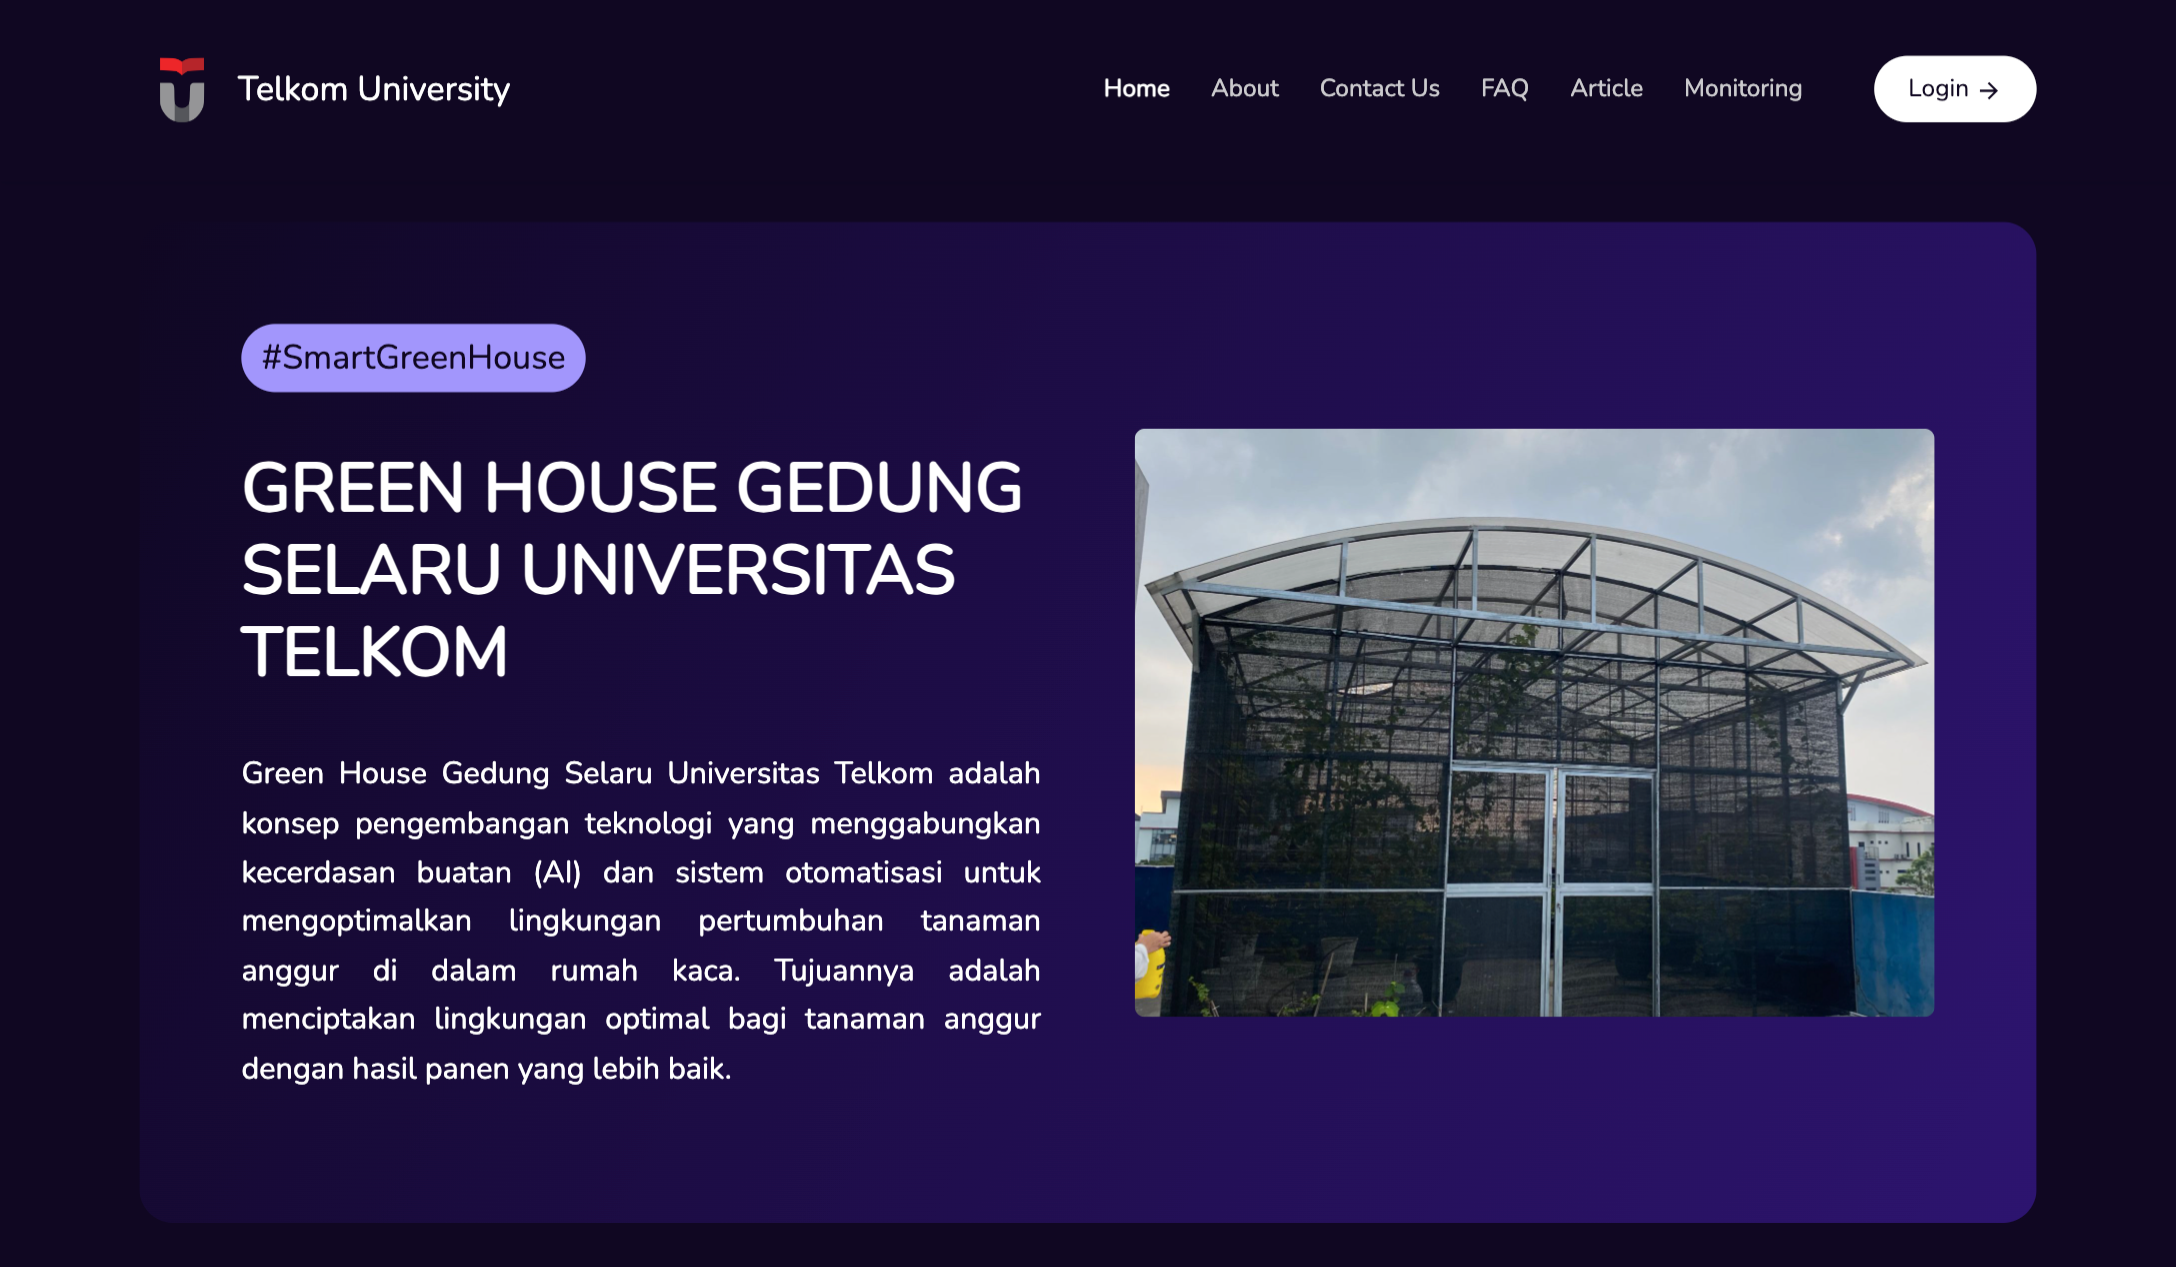 Telkom University
Home
About
Contact Us
FAQ
Article
Monitoring
Login →
#SmartGreenHouse
GREEN HOUSE GEDUNG
SELARU UNIVERSITAS
TELKOM
Green House Gedung Selaru Universitas Telkom adalah
konsep pengembangan teknologi yang menggabungkan
kecerdasan buatan (AI) dan sistem otomatisasi untuk
mengoptimalkan lingkungan pertumbuhan tanaman
anggur di dalam rumah kaca. Tujuannya adalah
menciptakan lingkungan optimal bagi tanaman anggur
dengan hasil panen yang lebih baik.